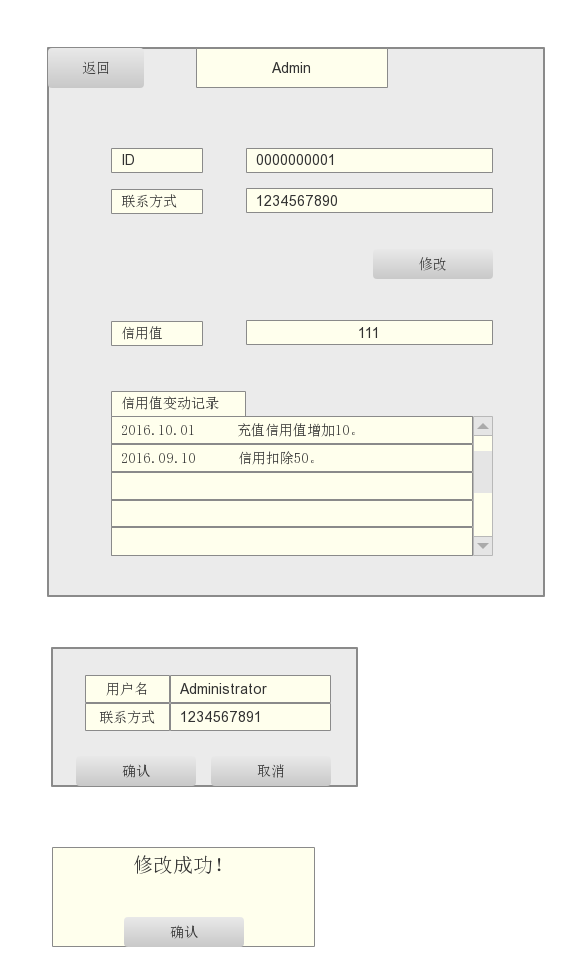 返回 Admin
ID 0000000001
联系方式 1234567890
修改
信用值 111
信用值变动记录
2016.10.01 充值信用值增加10。
2016.09.10 信用扣除50。
用户名 Administrator
联系方式 1234567891
确认 取消
修改成功！
确认